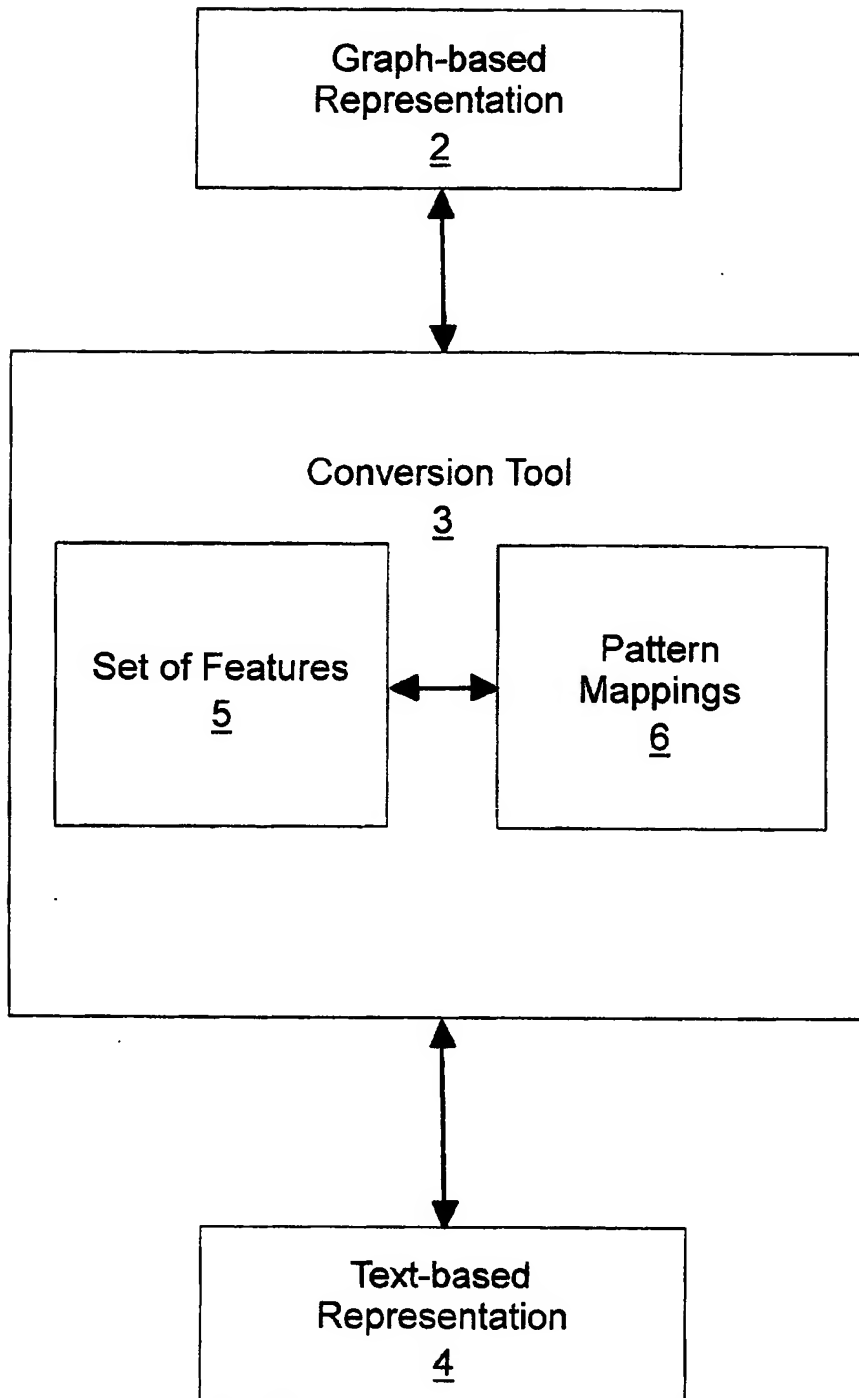 Graph-based
Representation
2
Conversion Tool
3
Set of Features
5
Pattern
Mappings
6
Text-based
Representation
4